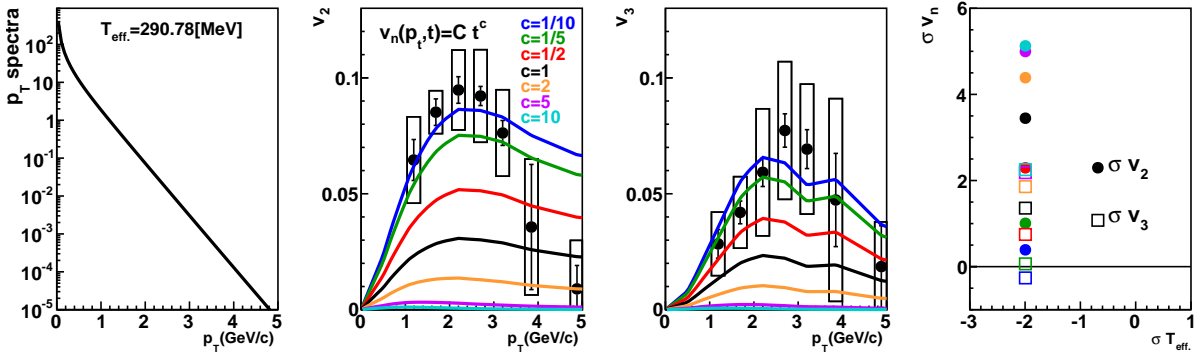 p_T spectra
T_eff.=290.78[MeV]
10^2
10
1
10^-1
10^-2
10^-3
10^-4
10^-5
0 1 2 3 4 5
p_T(GeV/c)
v_2
v_n(p_t,t)=C t^c
c=1/10
c=1/5
c=1/2
c=1
c=2
c=5
c=10
0.1
0.05
0
0 1 2 3 4 5
p_T(GeV/c)
v_3
0.1
0.05
0
0 1 2 3 4 5
p_T(GeV/c)
σ v_n
6
4
2
0
σ v_2
σ v_3
-3 -2 -1 0 1
σ T_eff.